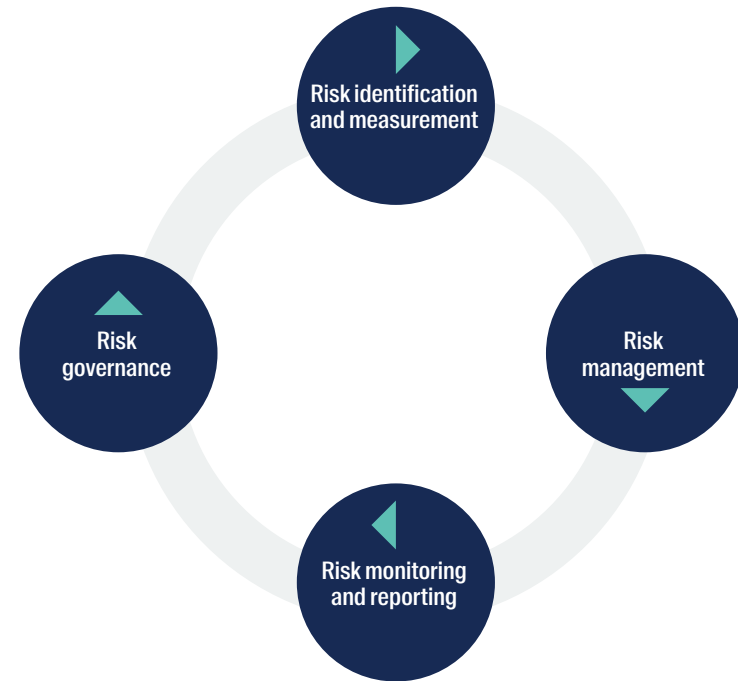 Risk identification
and measurement
Risk
governance
Risk
management
Risk monitoring
and reporting